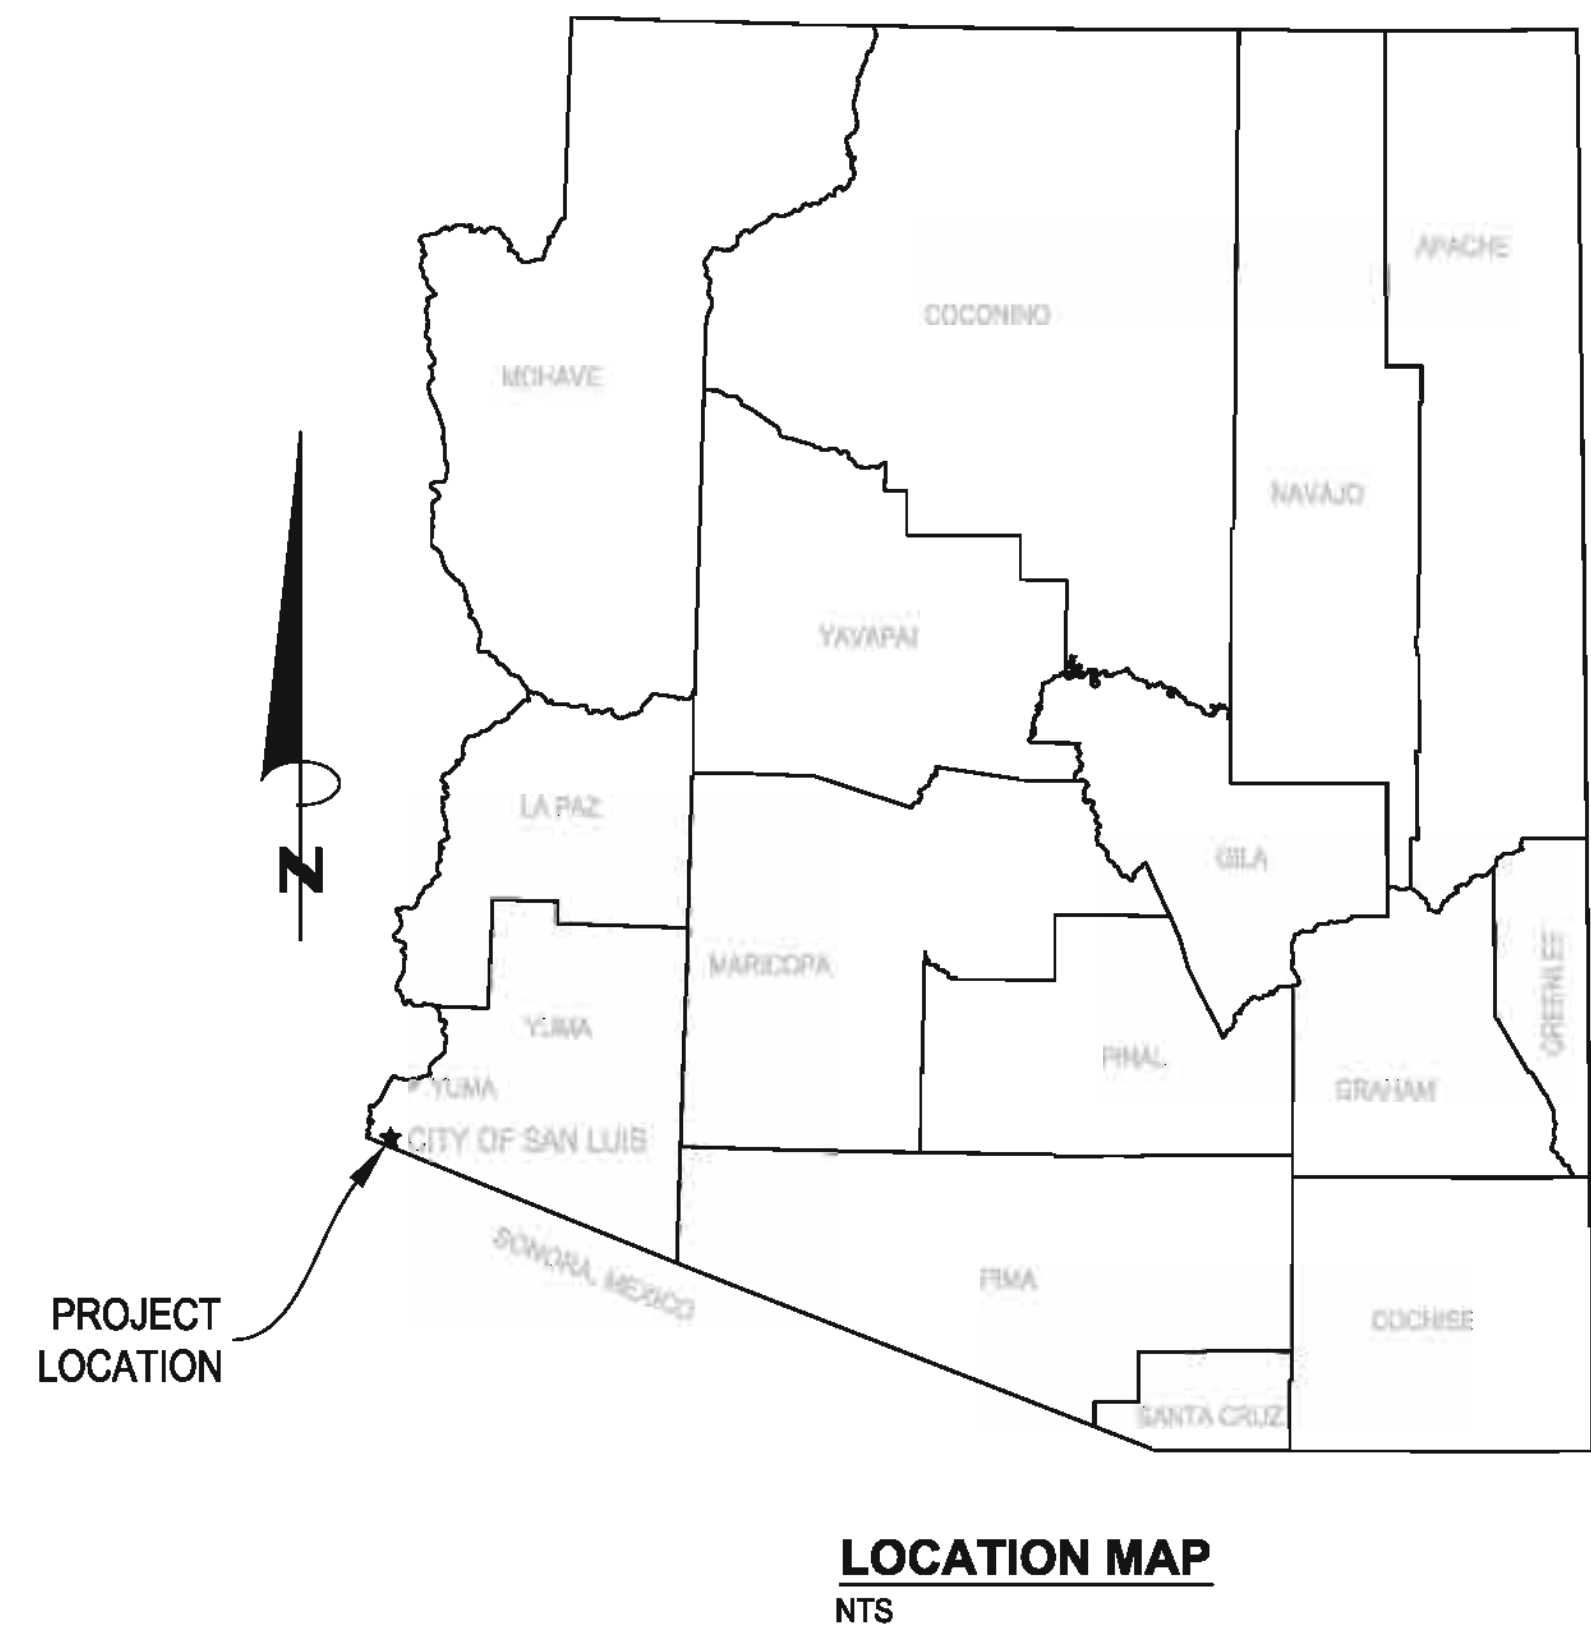 APACHE
COCONINO
MOHAVE
NAVAJO
YAVAPAI
LA PAZ
GILA
GREENLEE
MARICOPA
YUMA
PINAL
YUMA
GRAHAM
CITY OF SAN LUIS
SONORA, MEXICO
PIMA
PROJECT
LOCATION
COCHISE
SANTA CRUZ
N
LOCATION MAP
NTS